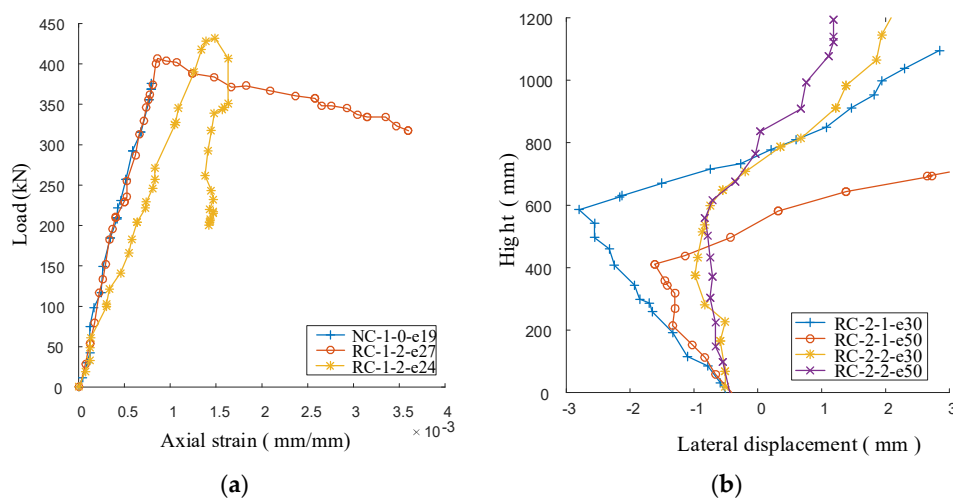 450
400
350
300
250
200
150
100
50
0
Load (kN)
0
0.5
1
1.5
2
2.5
3
3.5
4
× 10⁻³
Axial strain ( mm/mm)
NC-1-0-e19
RC-1-2-e27
RC-1-2-e24
(a)
1200
1000
800
600
400
200
0
Hight ( mm)
-3
-2
-1
0
1
2
3
Lateral displacement ( mm )
RC-2-1-e30
RC-2-1-e50
RC-2-2-e30
RC-2-2-e50
(b)